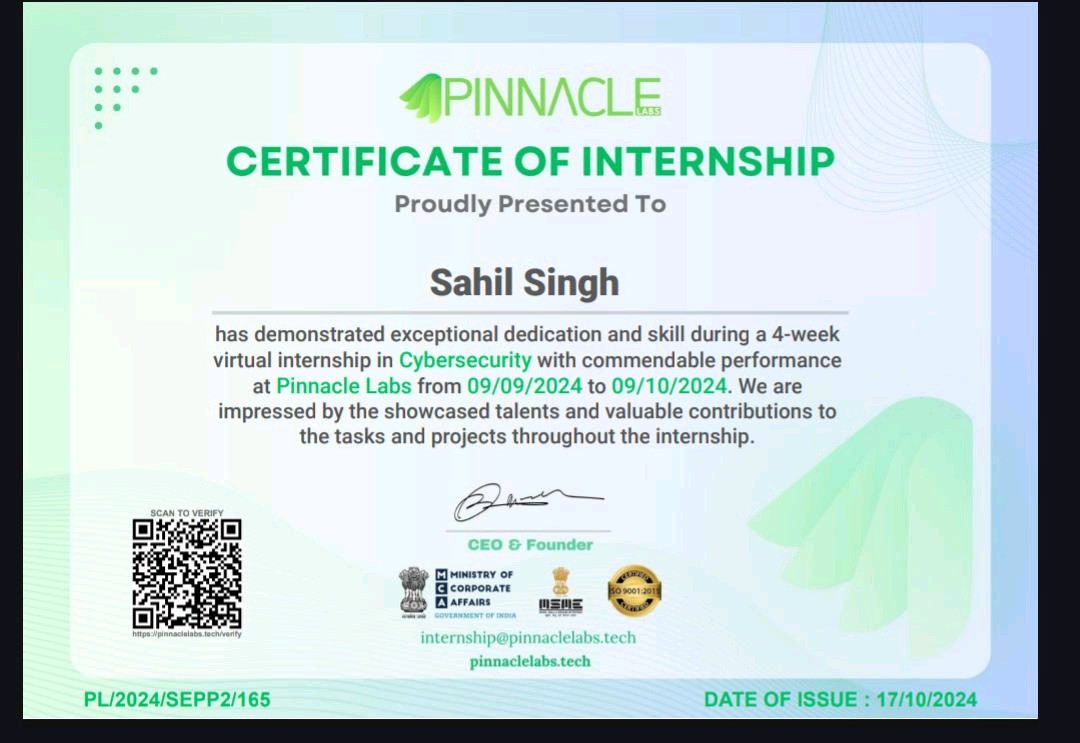 PINNACLE
LABS
CERTIFICATE OF INTERNSHIP
Proudly Presented To
Sahil Singh
has demonstrated exceptional dedication and skill during a 4-week
virtual internship in Cybersecurity with commendable performance
at Pinnacle Labs from 09/09/2024 to 09/10/2024. We are
impressed by the showcased talents and valuable contributions to
the tasks and projects throughout the internship.
CEO & Founder
SCAN TO VERIFY
https://pinnaclelabs.tech/verify
M MINISTRY OF
C CORPORATE
A AFFAIRS
GOVERNMENT OF INDIA
MSME
CERTIFIED
ISO 9001:2015
CERTIFIED
internship@pinnaclelabs.tech
pinnaclelabs.tech
PL/2024/SEPP2/165
DATE OF ISSUE : 17/10/2024